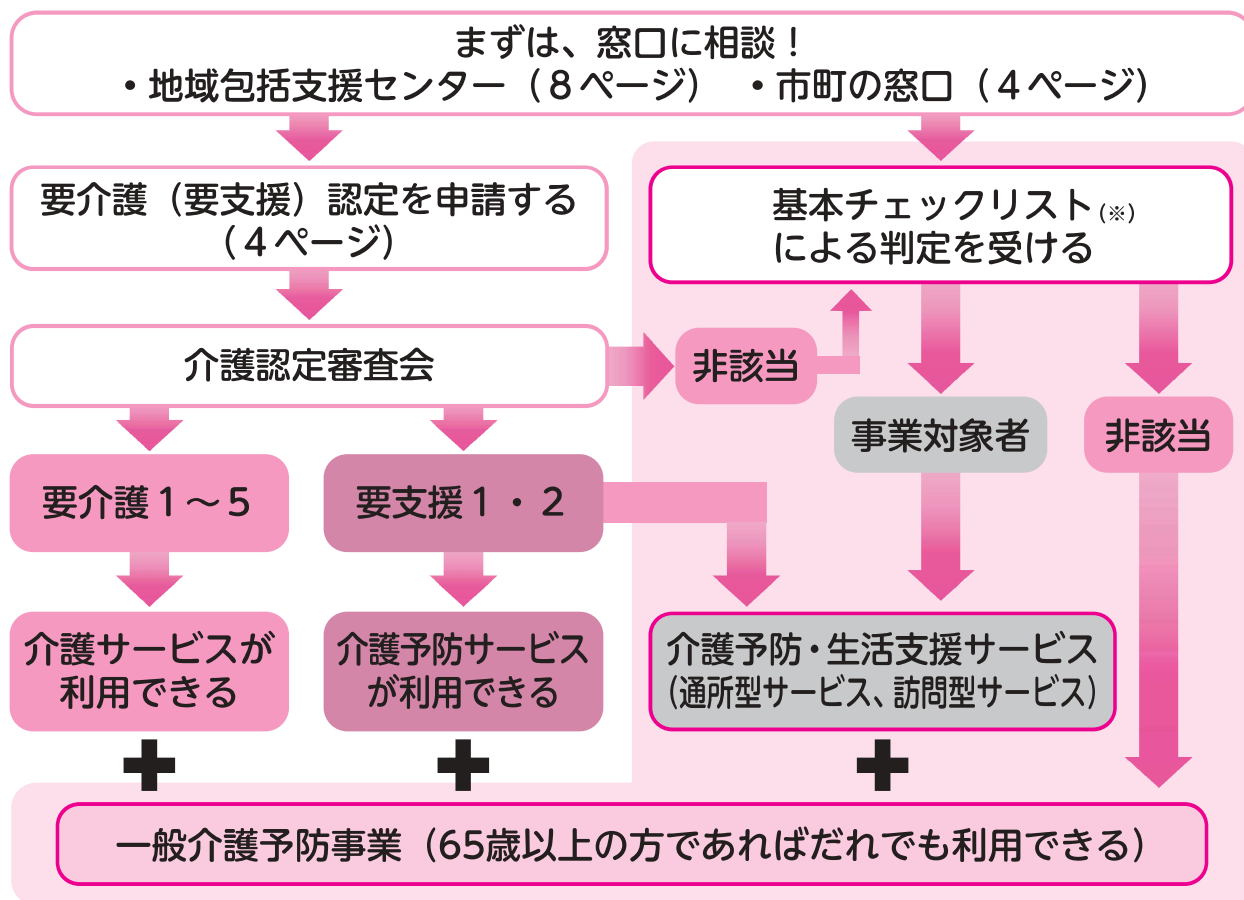 まずは、窓口に相談！
・地域包括支援センター（８ページ）　・市町の窓口（４ページ）
要介護（要支援）認定を申請する
（４ページ）
基本チェックリスト(※)
による判定を受ける
介護認定審査会
非該当
事業対象者
非該当
要介護１～５
要支援１・２
介護サービスが
利用できる
介護予防サービス
が利用できる
介護予防・生活支援サービス
（通所型サービス、訪問型サービス）
一般介護予防事業（65歳以上の方であればだれでも利用できる）